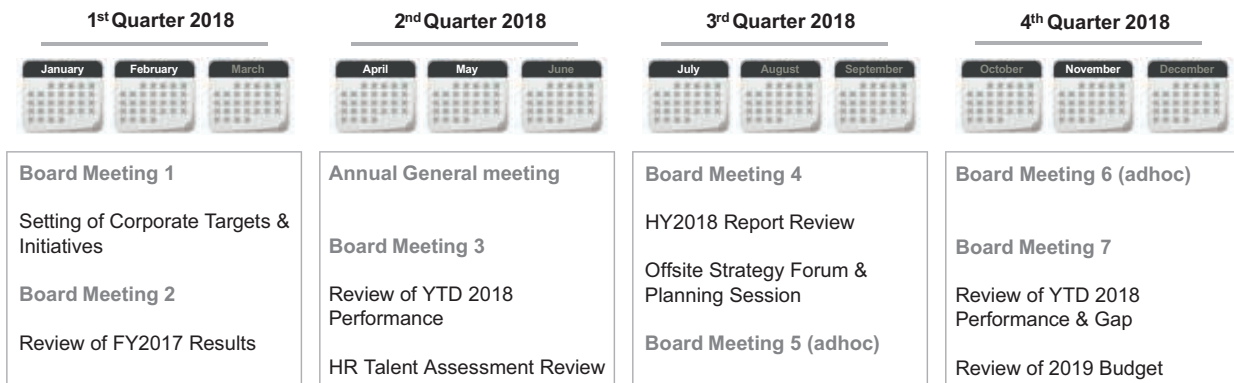 1st Quarter 2018
2nd Quarter 2018
3rd Quarter 2018
4th Quarter 2018
January
February
March
April
May
June
July
August
September
October
November
December
Board Meeting 1
Setting of Corporate Targets &
Initiatives
Board Meeting 2
Review of FY2017 Results
Annual General meeting
Board Meeting 3
Review of YTD 2018
Performance
HR Talent Assessment Review
Board Meeting 4
HY2018 Report Review
Offsite Strategy Forum &
Planning Session
Board Meeting 5 (adhoc)
Board Meeting 6 (adhoc)
Board Meeting 7
Review of YTD 2018
Performance & Gap
Review of 2019 Budget